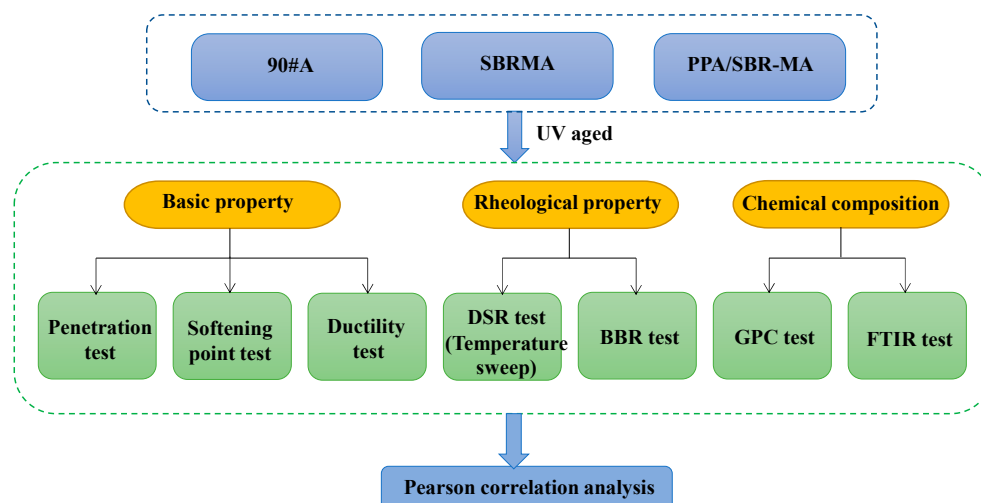 90#A
SBRMA
PPA/SBR-MA
UV aged
Basic property
Rheological property
Chemical composition
Penetration
test
Softening
point test
Ductility
test
DSR test
(Temperature
sweep)
BBR test
GPC test
FTIR test
Pearson correlation analysis